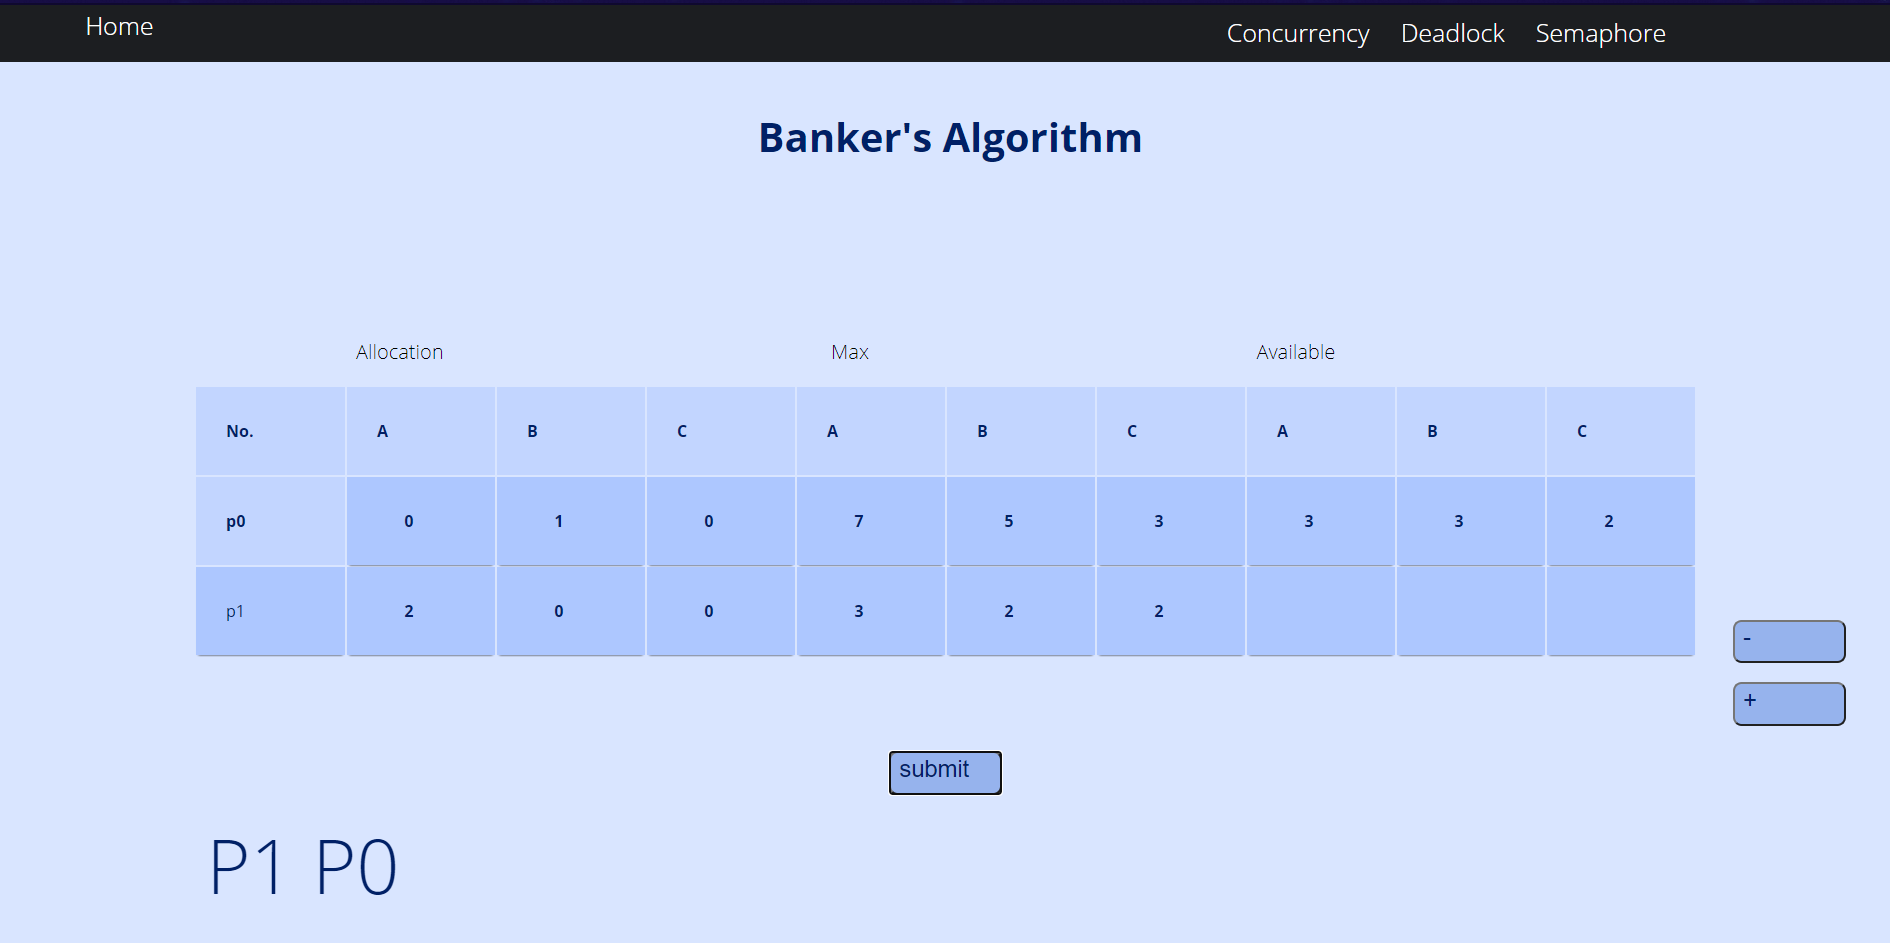 Home Concurrency Deadlock Semaphore
Banker's Algorithm
Allocation Max Available
No. A B C A B C A B C
p0 0 1 0 7 5 3 3 3 2
p1 2 0 0 3 2 2
-
+
submit
P1 P0